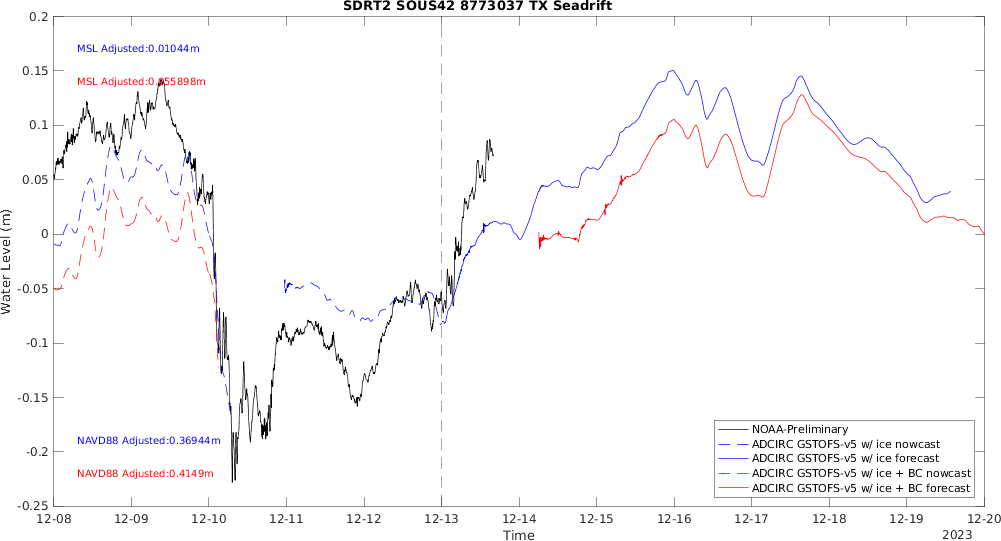 SDRT2 SOUS42 8773037 TX Seadrift
0.2
0.15
0.1
0.05
0
-0.05
-0.1
-0.15
-0.2
-0.25
Water Level (m)
MSL Adjusted:0.01044m
MSL Adjusted:0.055898m
NAVD88 Adjusted:0.36944m
NAVD88 Adjusted:0.4149m
NOAA-Preliminary
ADCIRC GSTOFS-v5 w/ ice nowcast
ADCIRC GSTOFS-v5 w/ ice forecast
ADCIRC GSTOFS-v5 w/ ice + BC nowcast
ADCIRC GSTOFS-v5 w/ ice + BC forecast
12-08 12-09 12-10 12-11 12-12 12-13 12-14 12-15 12-16 12-17 12-18 12-19 12-20
Time
2023